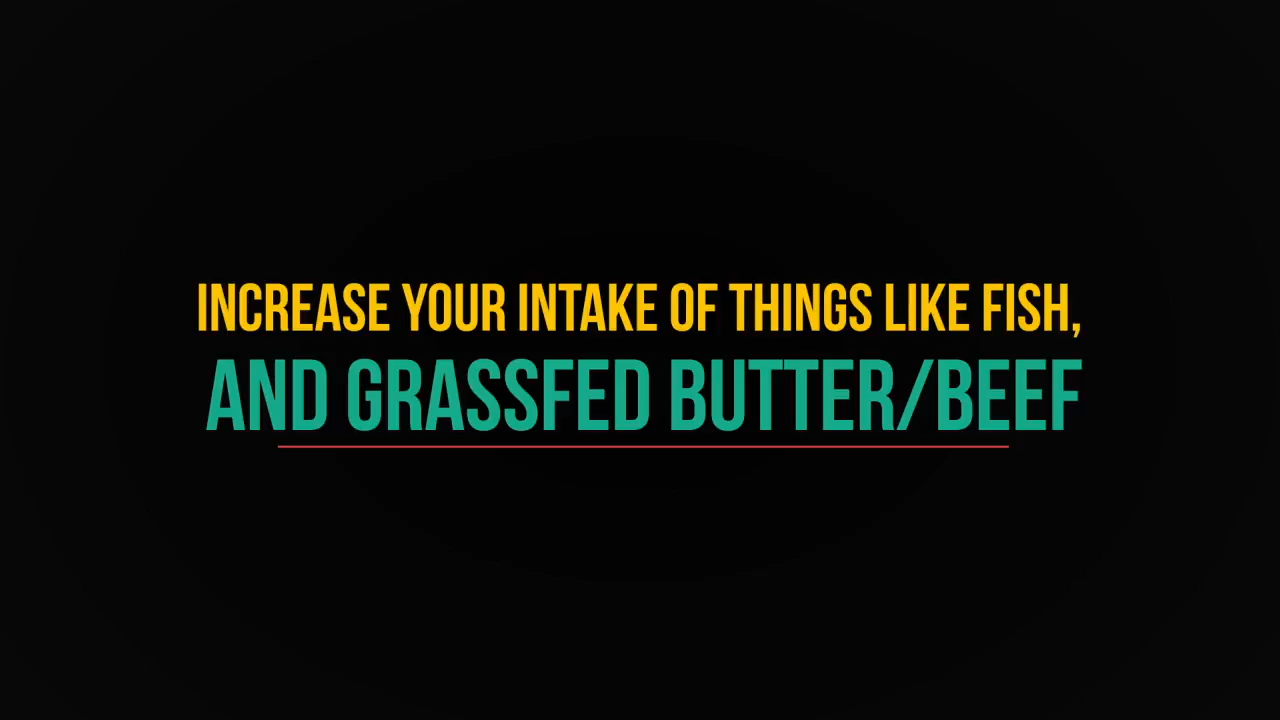 INCREASE YOUR INTAKE OF THINGS LIKE FISH,
AND GRASSFED BUTTER/BEEF